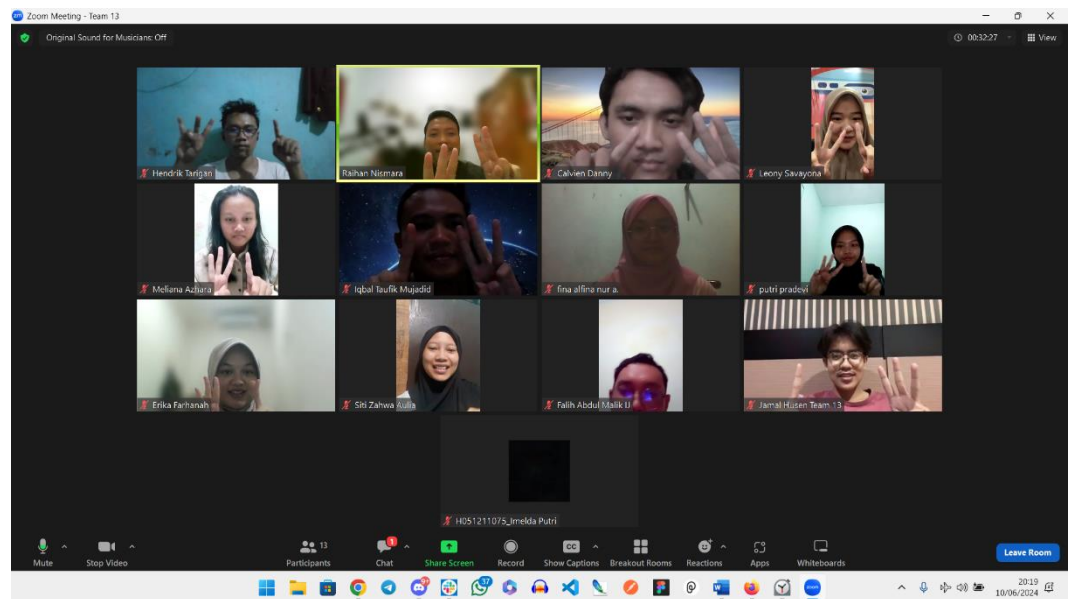 Zoom Meeting - Team 13
Original Sound for Musicians: Off
00:32:27
View
Hendrik Tarigan
Raihan Nismara
Calvien Danny
Leony Savayona
Meliana Azhara
Iqbal Taufik Mujadid
fina alfina nur a.
putri pradevi
Erika Farhanah
Siti Zahwa Aulia
Falih Abdul Malik U
Jamal Husen Team 13
H051211075_Imelda Putri
Mute
Stop Video
Participants
13
Chat
1
Share Screen
Record
CC
Show Captions
Breakout Rooms
Reactions
Apps
Whiteboards
Leave Room
37
20:19
10/06/2024